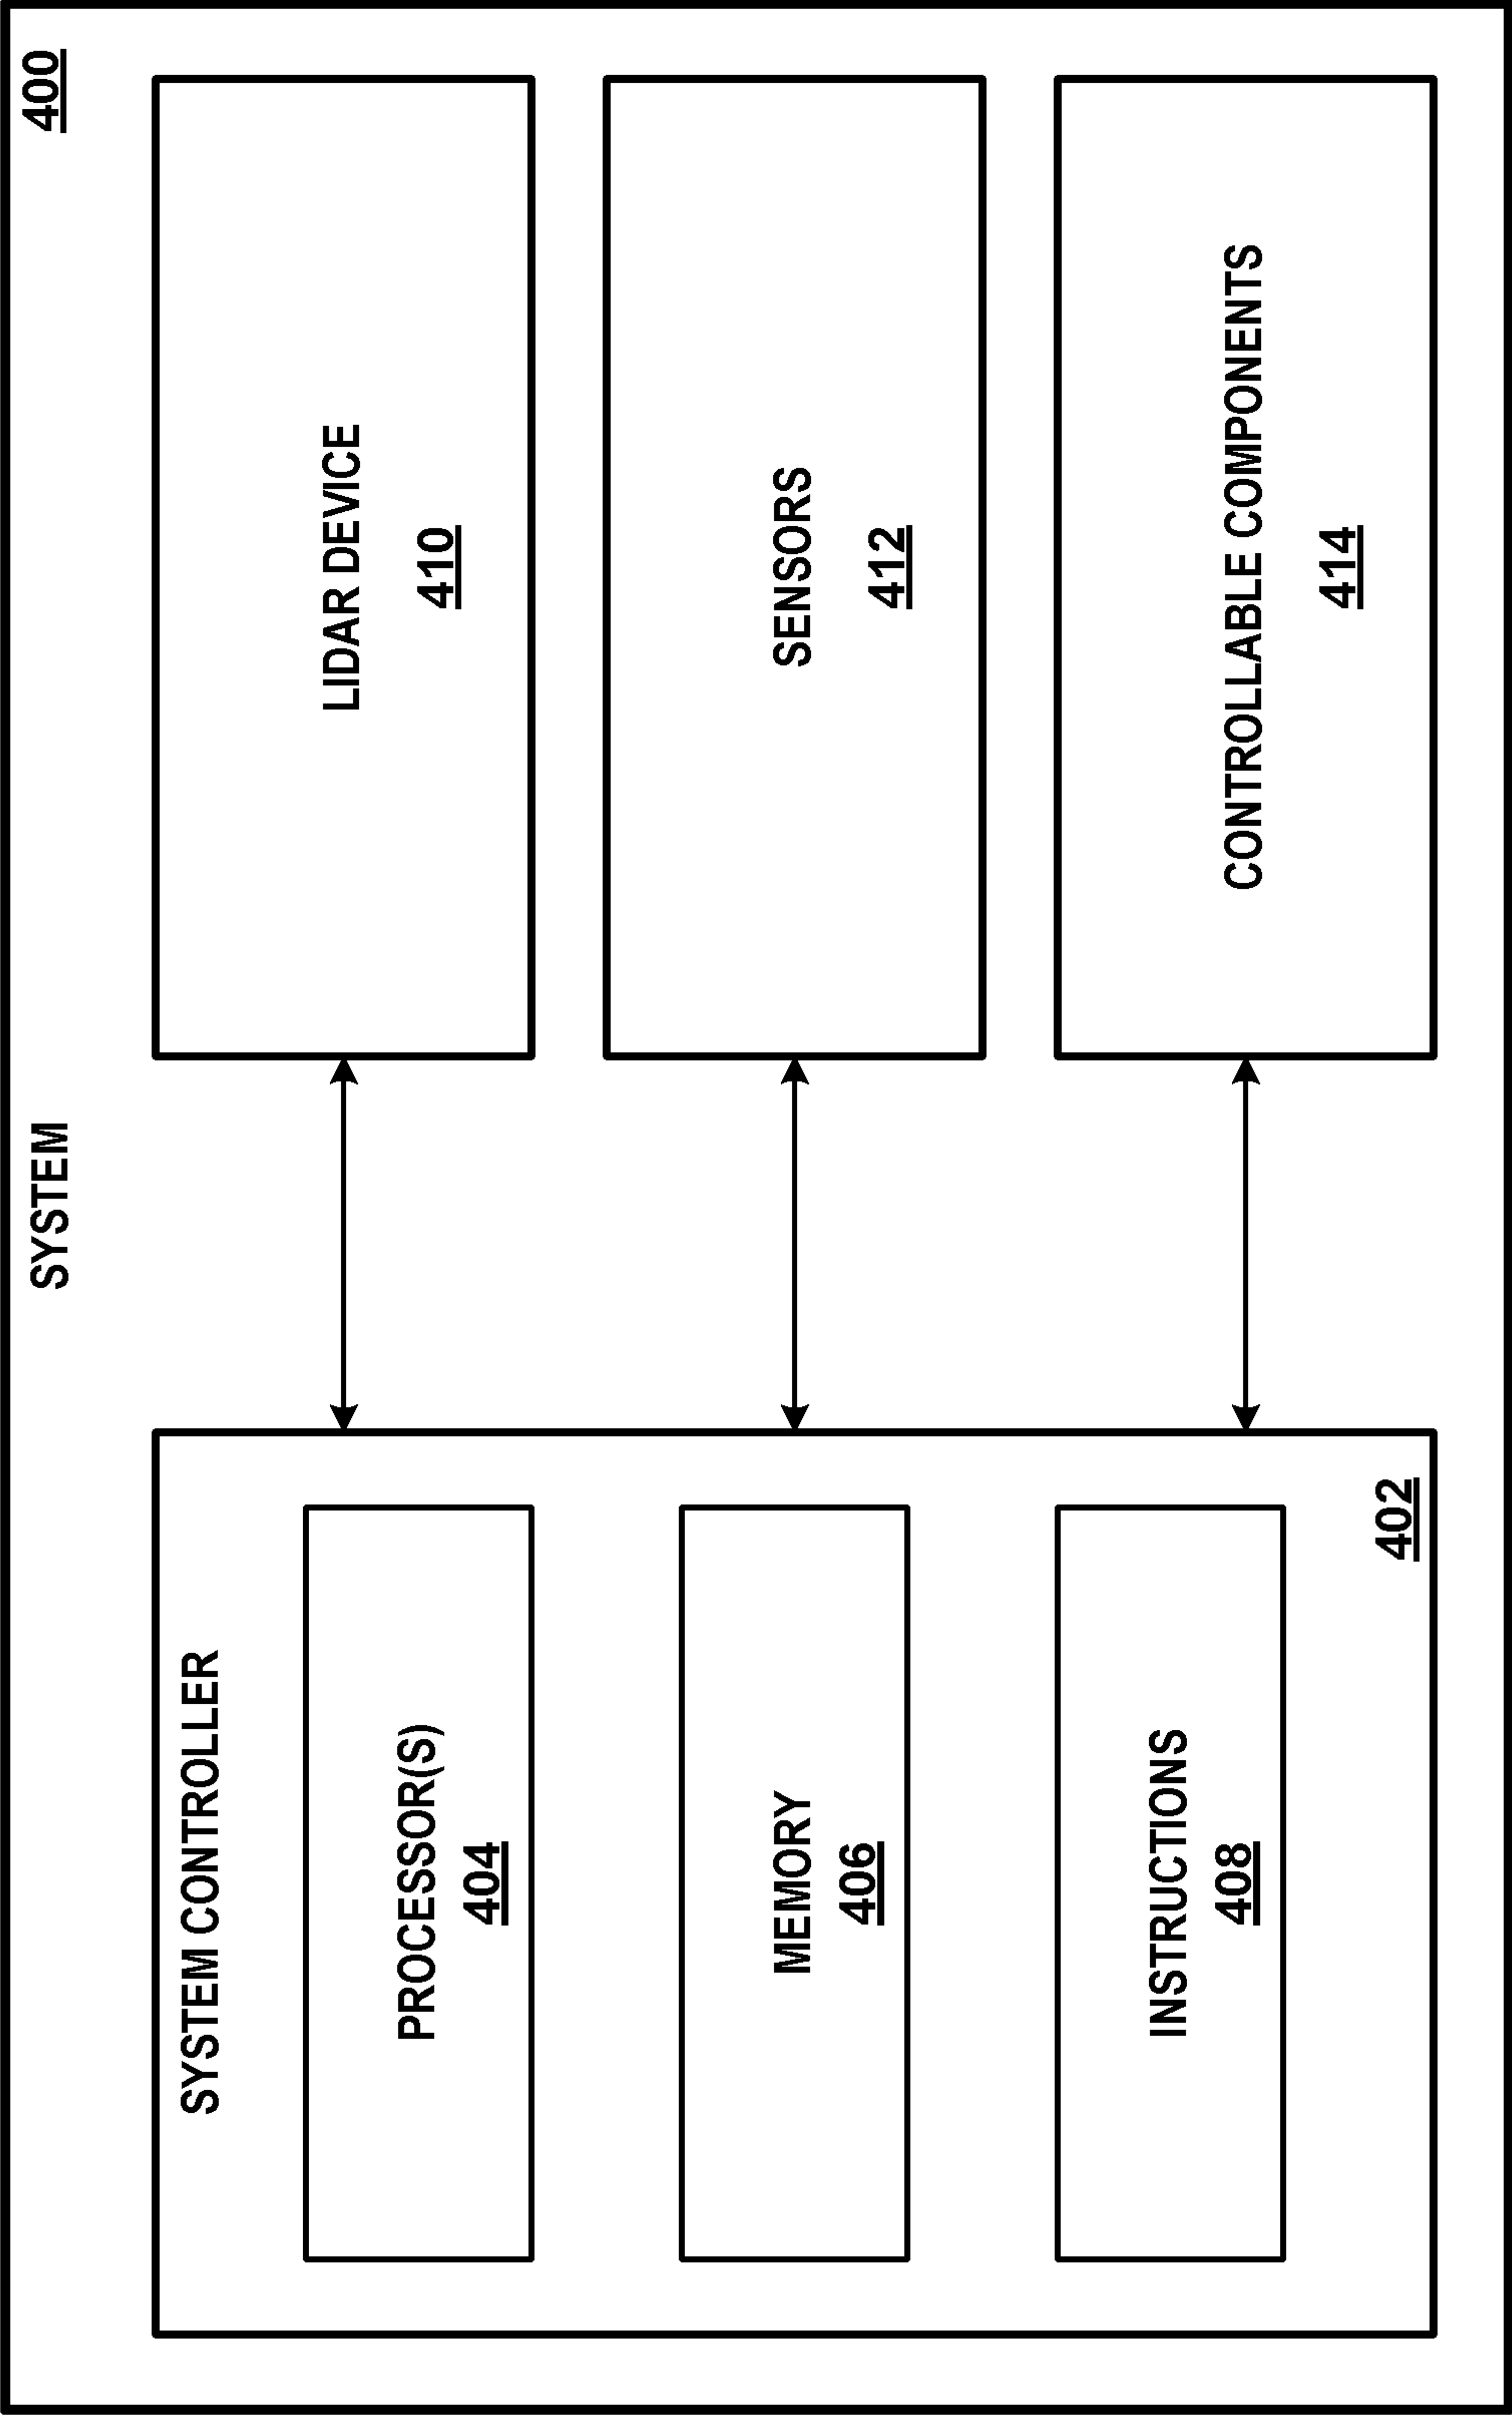 SYSTEM
400
SYSTEM CONTROLLER
PROCESSOR(S)
404
MEMORY
406
INSTRUCTIONS
408
402
LIDAR DEVICE
410
SENSORS
412
CONTROLLABLE COMPONENTS
414